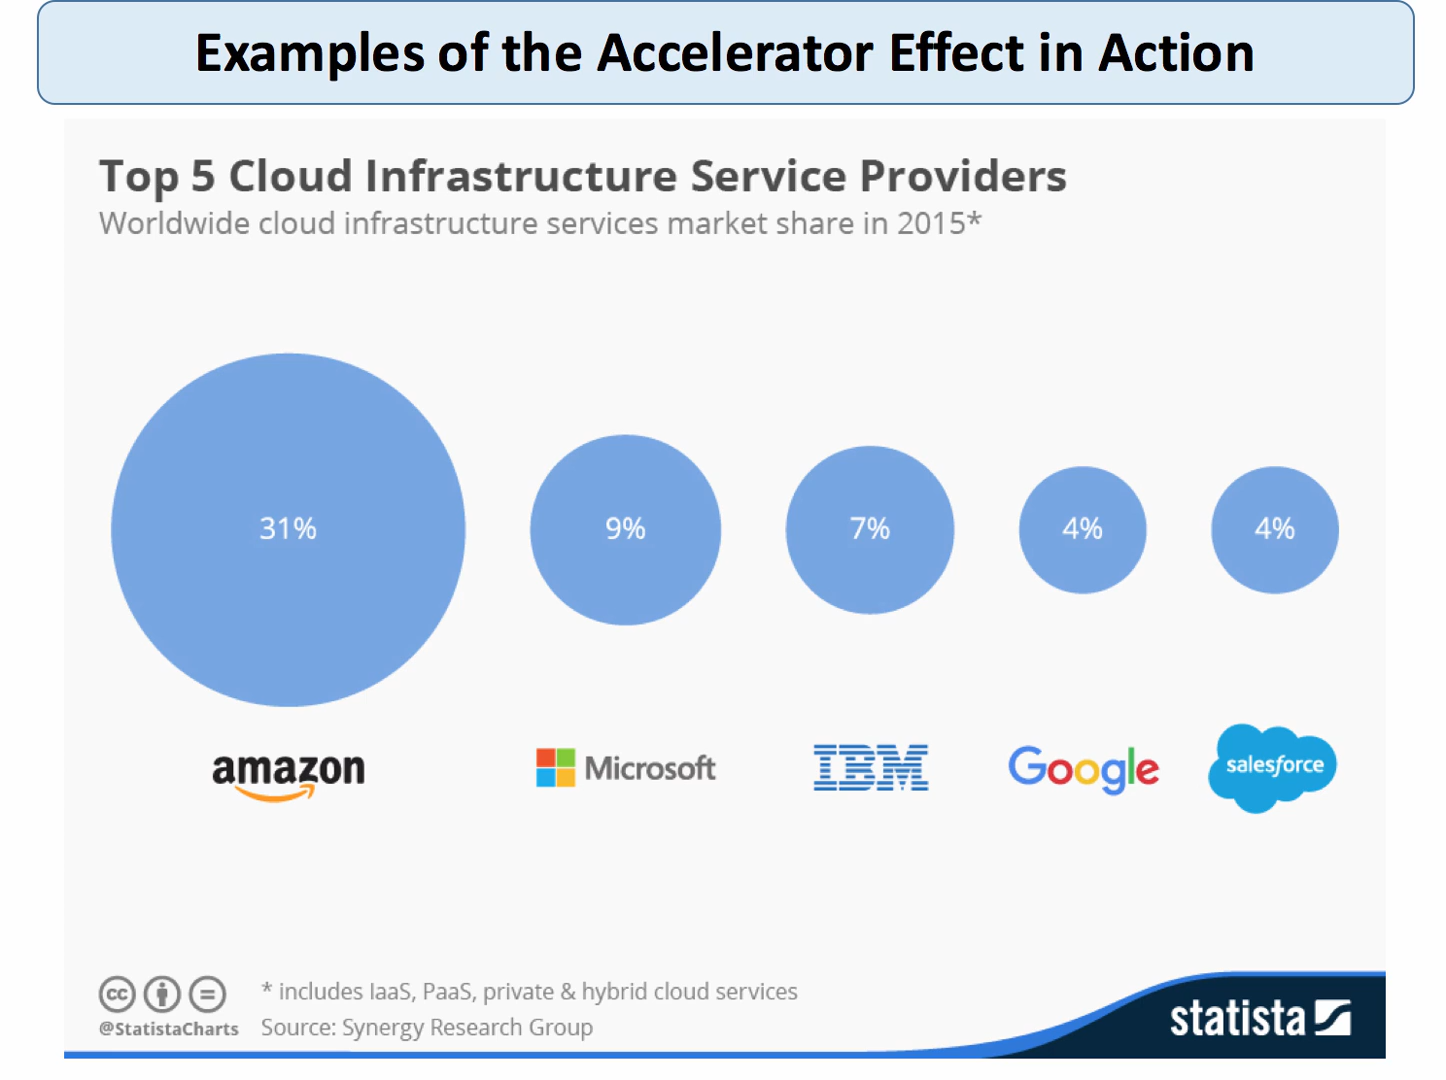 Examples of the Accelerator Effect in Action
Top 5 Cloud Infrastructure Service Providers
Worldwide cloud infrastructure services market share in 2015*
31%
9%
7%
4%
4%
amazon
Microsoft
IBM
Google
salesforce
cc
* includes IaaS, PaaS, private & hybrid cloud services
@StatistaCharts
Source: Synergy Research Group
statista